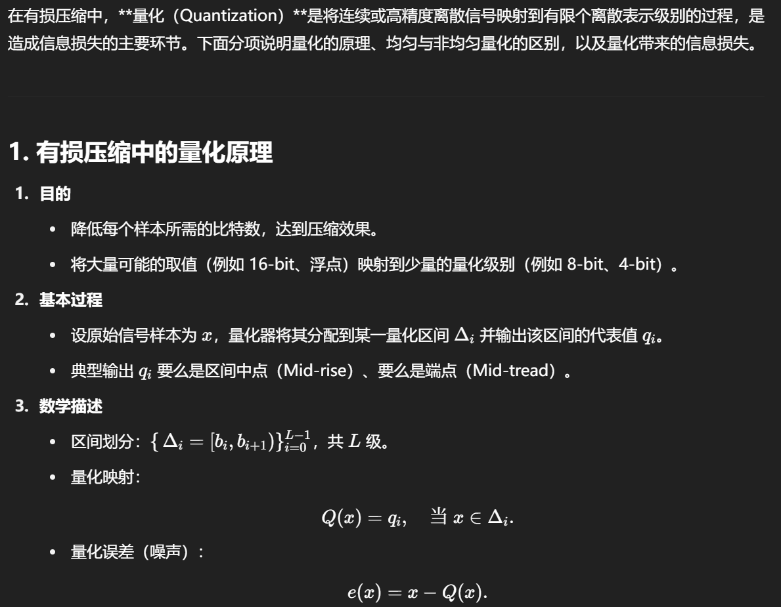 在有损压缩中，**量化（Quantization）**是将连续或高精度离散信号映射到有限个离散表示级别的过程，是
造成信息损失的主要环节。下面分项说明量化的原理、均匀与非均匀量化的区别，以及量化带来的信息损失。
1. 有损压缩中的量化原理
1. 目的
• 降低每个样本所需的比特数，达到压缩效果。
• 将大量可能的取值（例如 16-bit、浮点）映射到少量的量化级别（例如 8-bit、4-bit）。
2. 基本过程
• 设原始信号样本为 x，量化器将其分配到某一量化区间 Δᵢ 并输出该区间的代表值 qᵢ。
• 典型输出 qᵢ 要么是区间中点（Mid-rise）、要么是端点（Mid-tread）。
3. 数学描述
• 区间划分：{ Δᵢ = [bᵢ, bᵢ₊₁) }_{i=0}^{L−1}，共 L 级。
• 量化映射：
Q(x) = qᵢ, 当 x ∈ Δᵢ.
• 量化误差（噪声）：
e(x) = x − Q(x).